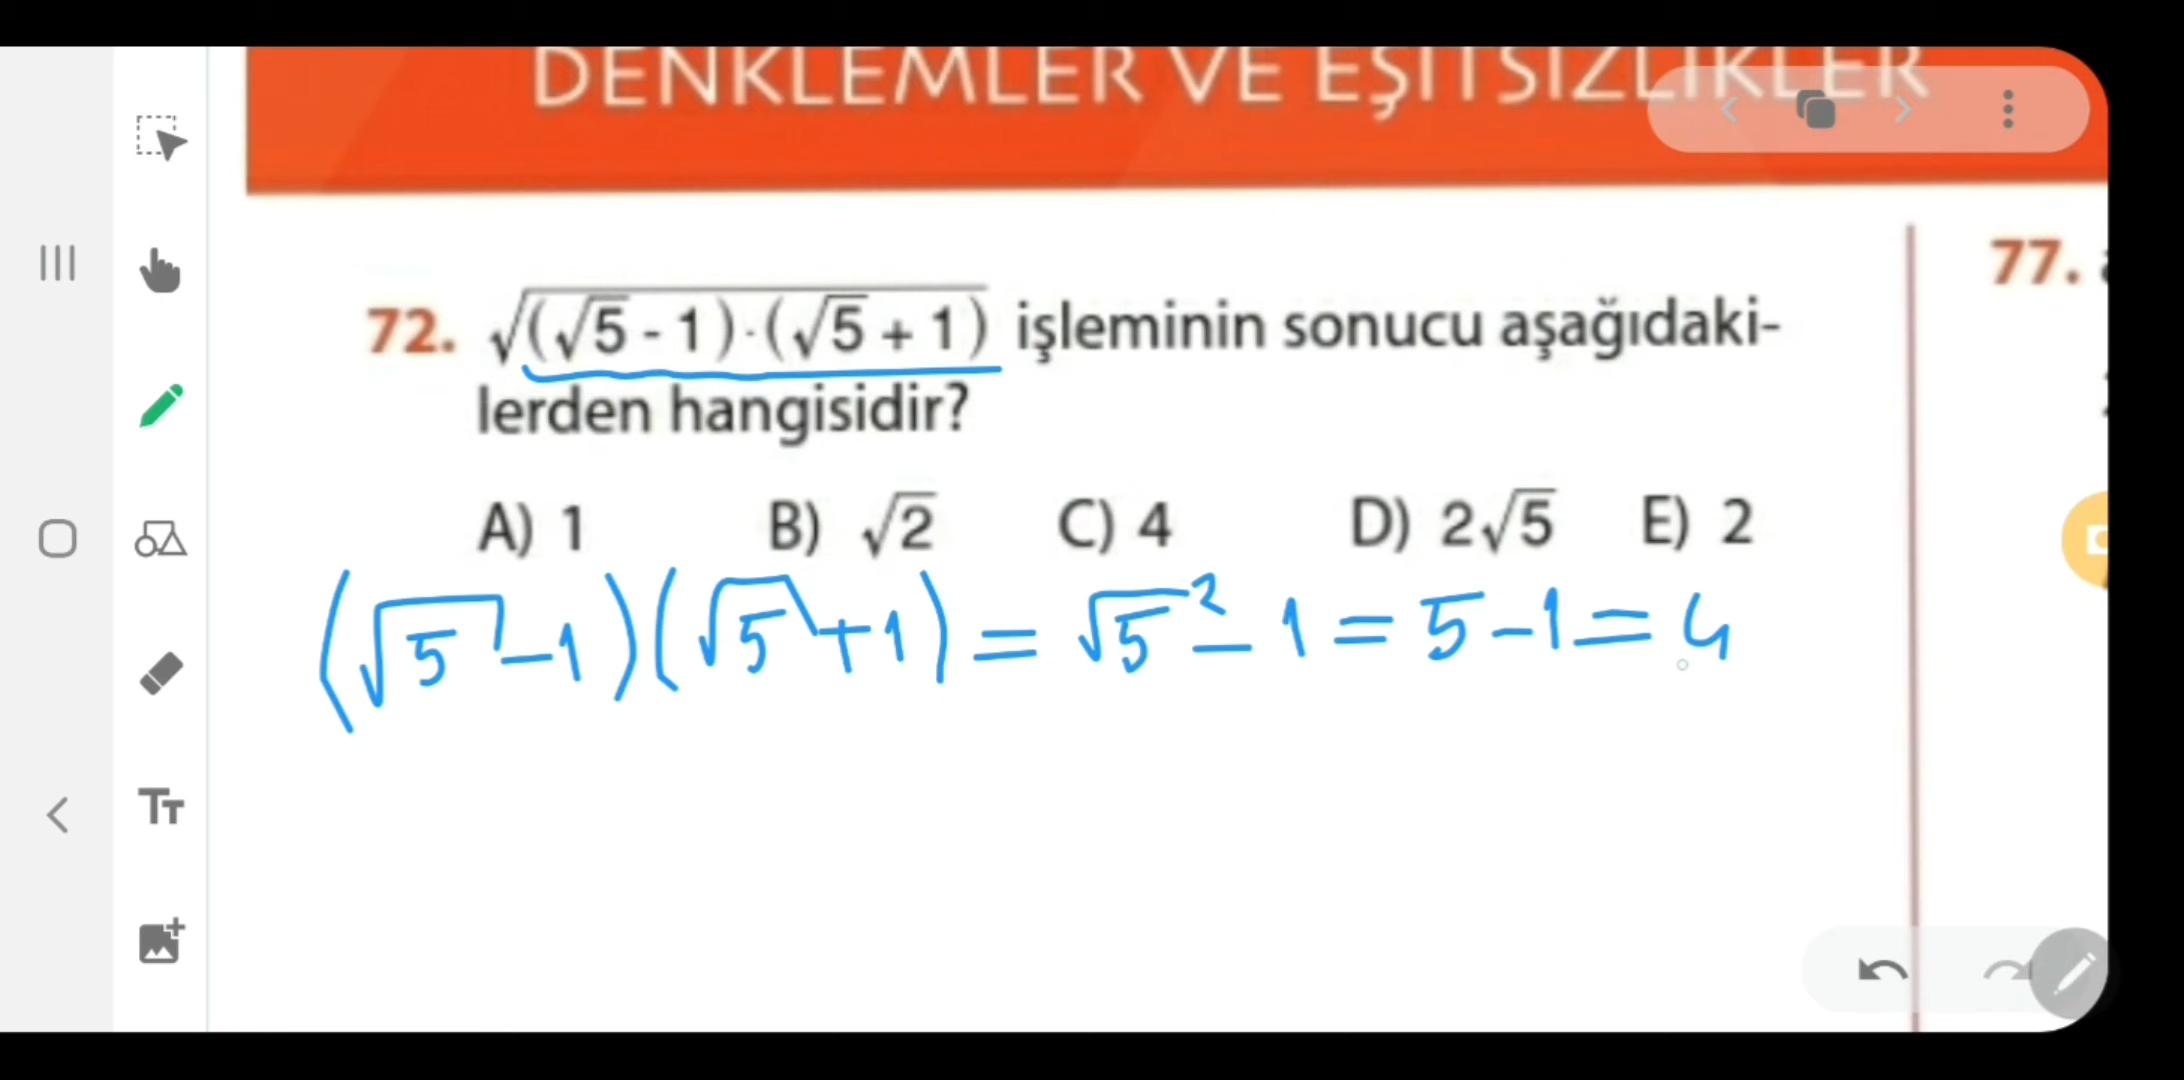 DENKLEMLER VE EŞİTSİZLİKLER
72. √((√5 - 1) · (√5 + 1)) işleminin sonucu aşağıdaki-
lerden hangisidir?
A) 1 B) √2 C) 4 D) 2√5 E) 2
(√5 - 1)(√5 + 1) = √5² - 1 = 5 - 1 = 4
77.
Tт